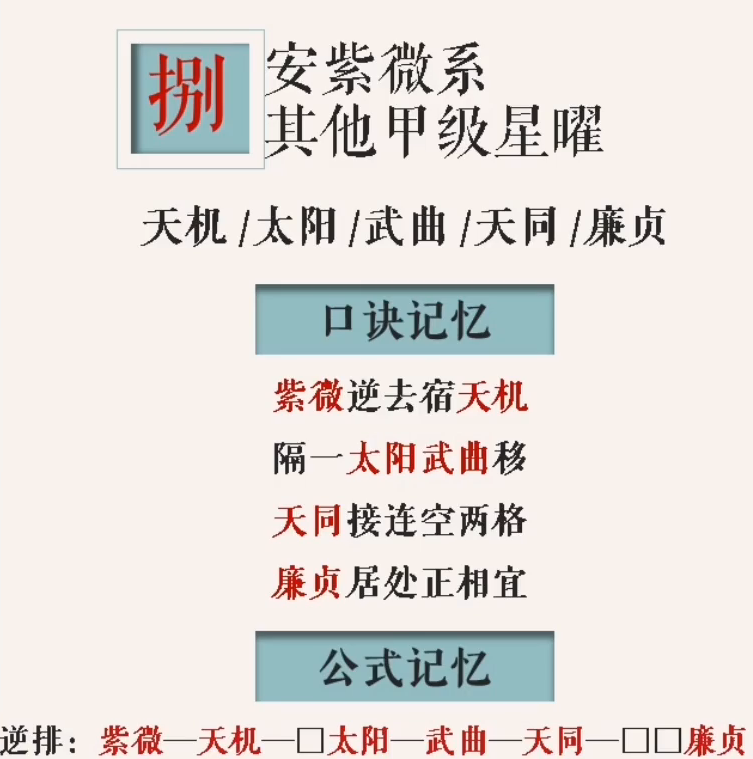 捌
安紫微系
其他甲级星曜
天机/太阳/武曲/天同/廉贞
口诀记忆
紫微逆去宿天机
隔一太阳武曲移
天同接连空两格
廉贞居处正相宜
公式记忆
逆排：紫微—天机—□太阳—武曲—天同—□□廉贞